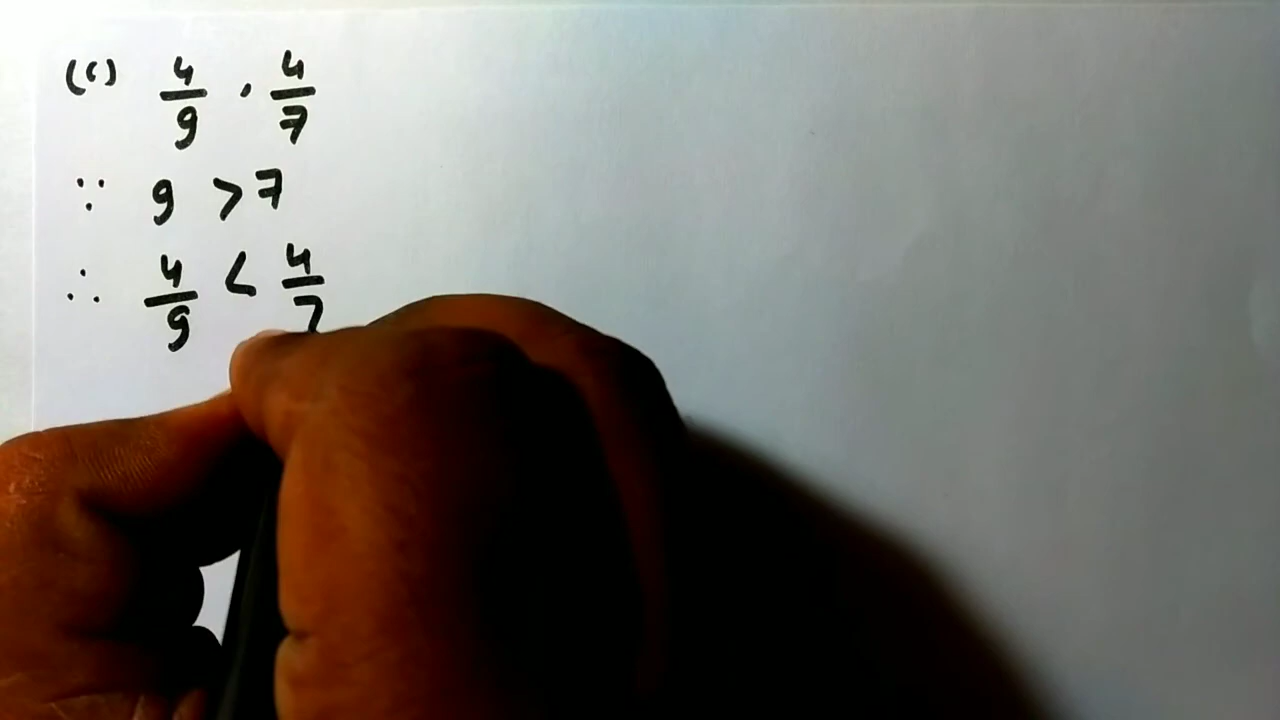 (c) 4/9 , 4/7
∵ 9 > 7
∴ 4/9 < 4/7